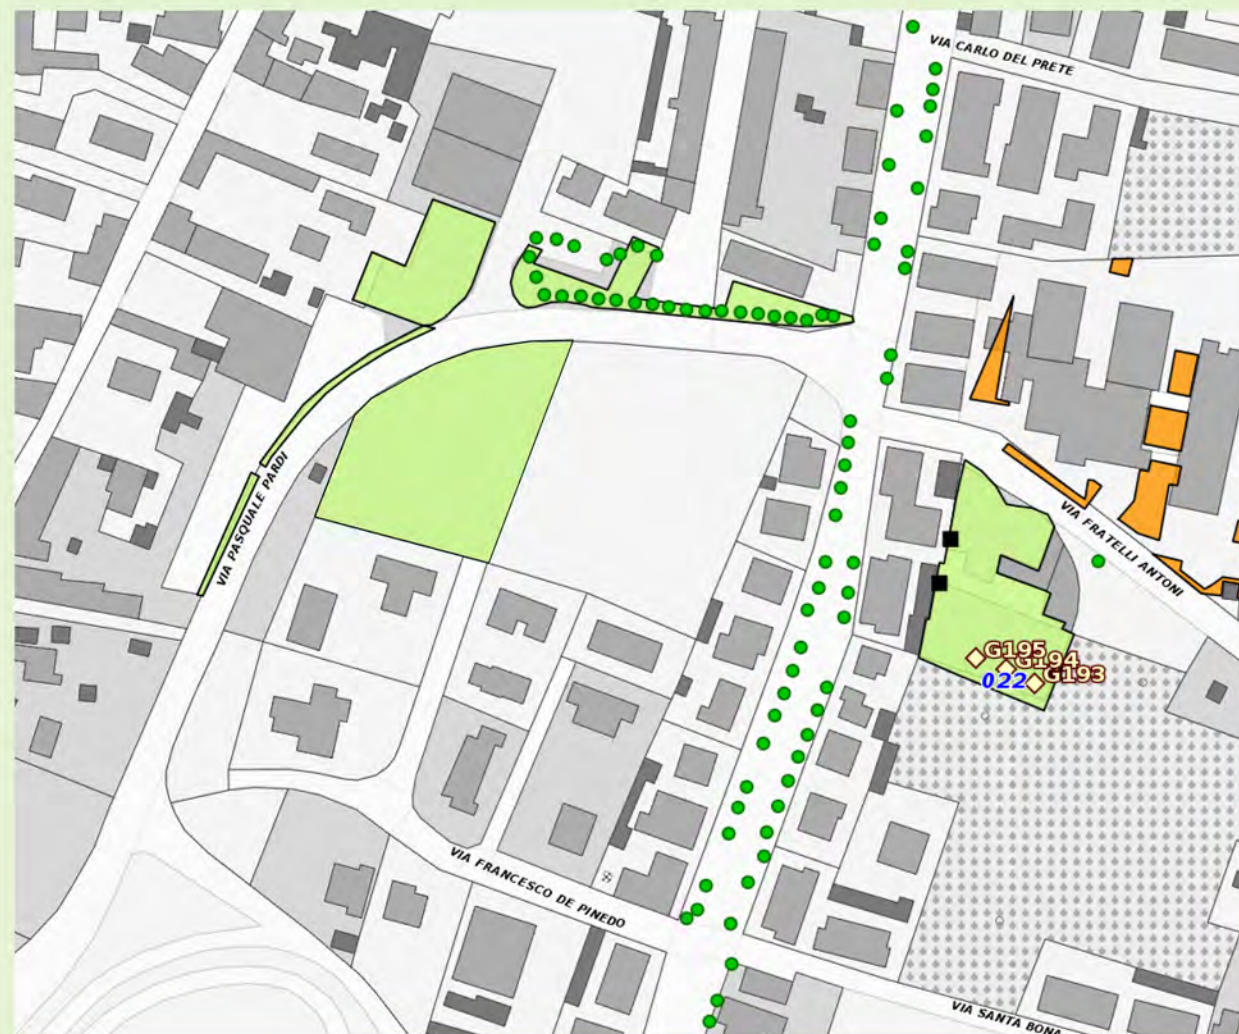 VIA CARLO DEL PRETE
VIA PASQUALE PARDI
VIA FRATELLI ANTONI
G195
G194
G193
022
VIA FRANCESCO DE PINEDO
VIA SANTA BONA